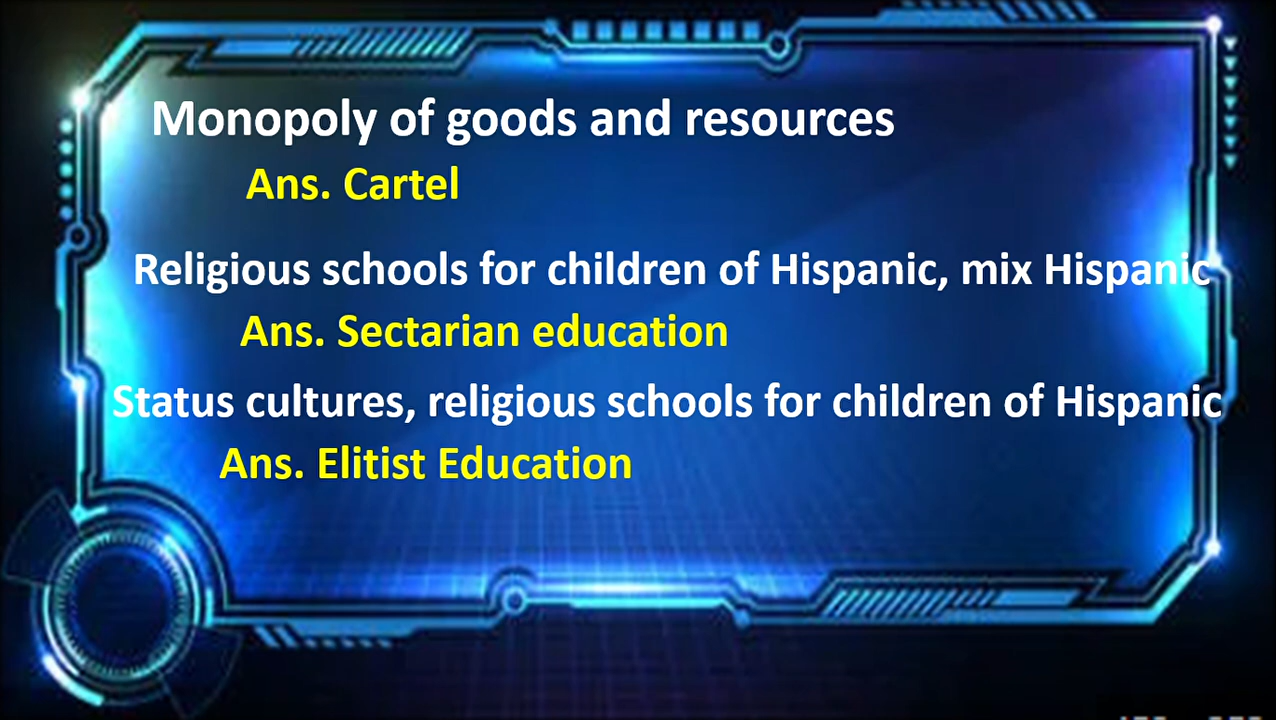 Monopoly of goods and resources
Ans. Cartel
Religious schools for children of Hispanic, mix Hispanic
Ans. Sectarian education
Status cultures, religious schools for children of Hispanic
Ans. Elitist Education